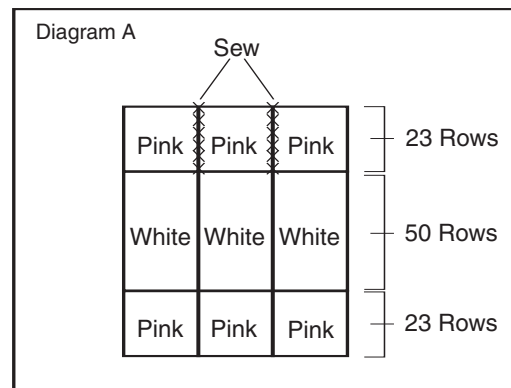 Diagram A
Sew
Pink Pink Pink 23 Rows
White White White 50 Rows
Pink Pink Pink 23 Rows